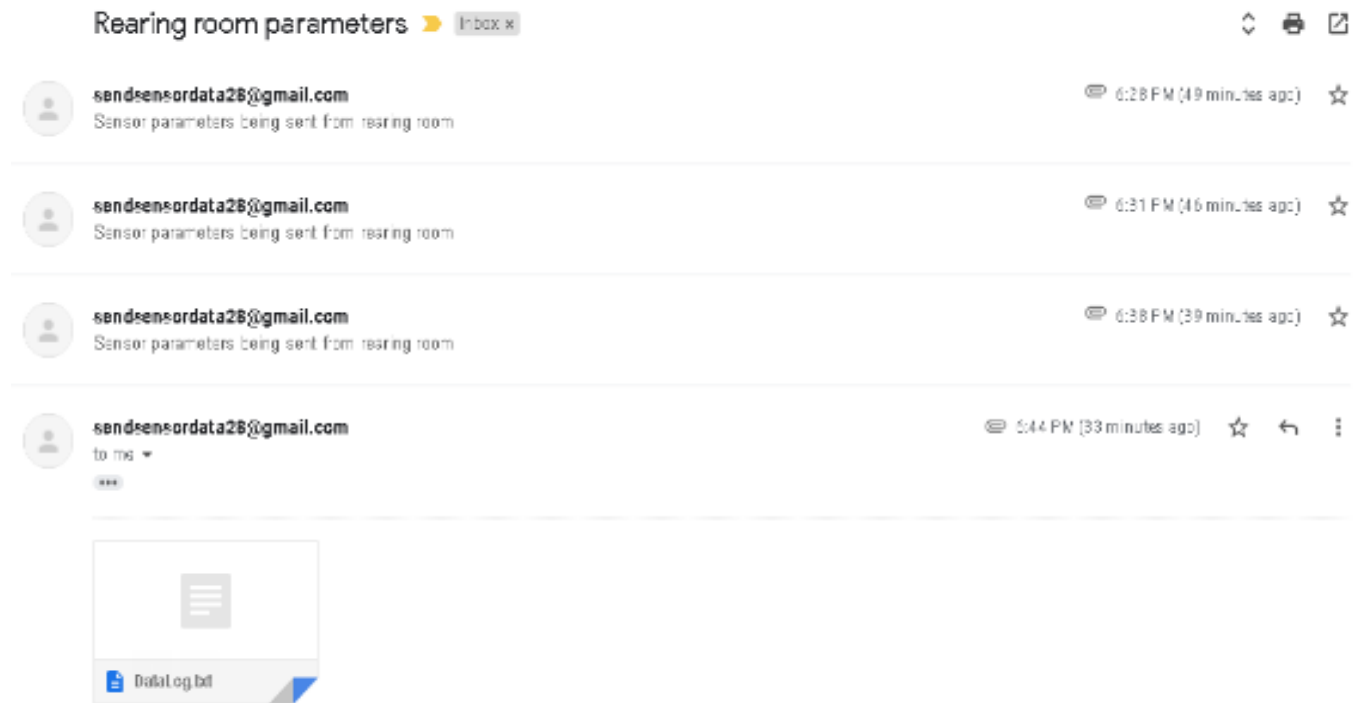 Rearing room parameters Inbox x
sendsensordata28@gmail.com 6:28 PM (49 minutes ago)
Sensor parameters being sent from rearing room
sendsensordata28@gmail.com 6:31 PM (46 minutes ago)
Sensor parameters being sent from rearing room
sendsensordata28@gmail.com 6:38 PM (39 minutes ago)
Sensor parameters being sent from rearing room
sendsensordata28@gmail.com 6:44 PM (33 minutes ago)
to me
DataLog.txt